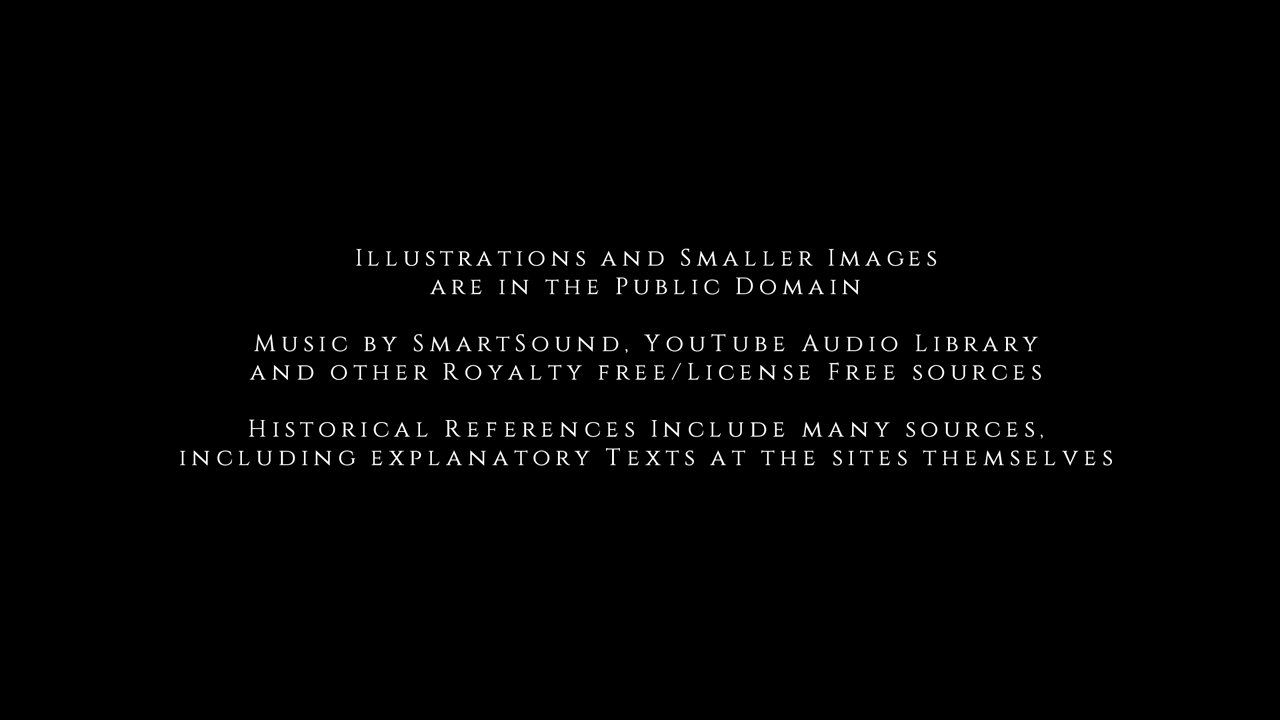 Illustrations and Smaller Images
are in the Public Domain
Music by SmartSound, YouTube Audio Library
and other Royalty free/License Free sources
Historical References Include many sources,
including explanatory Texts at the sites themselves